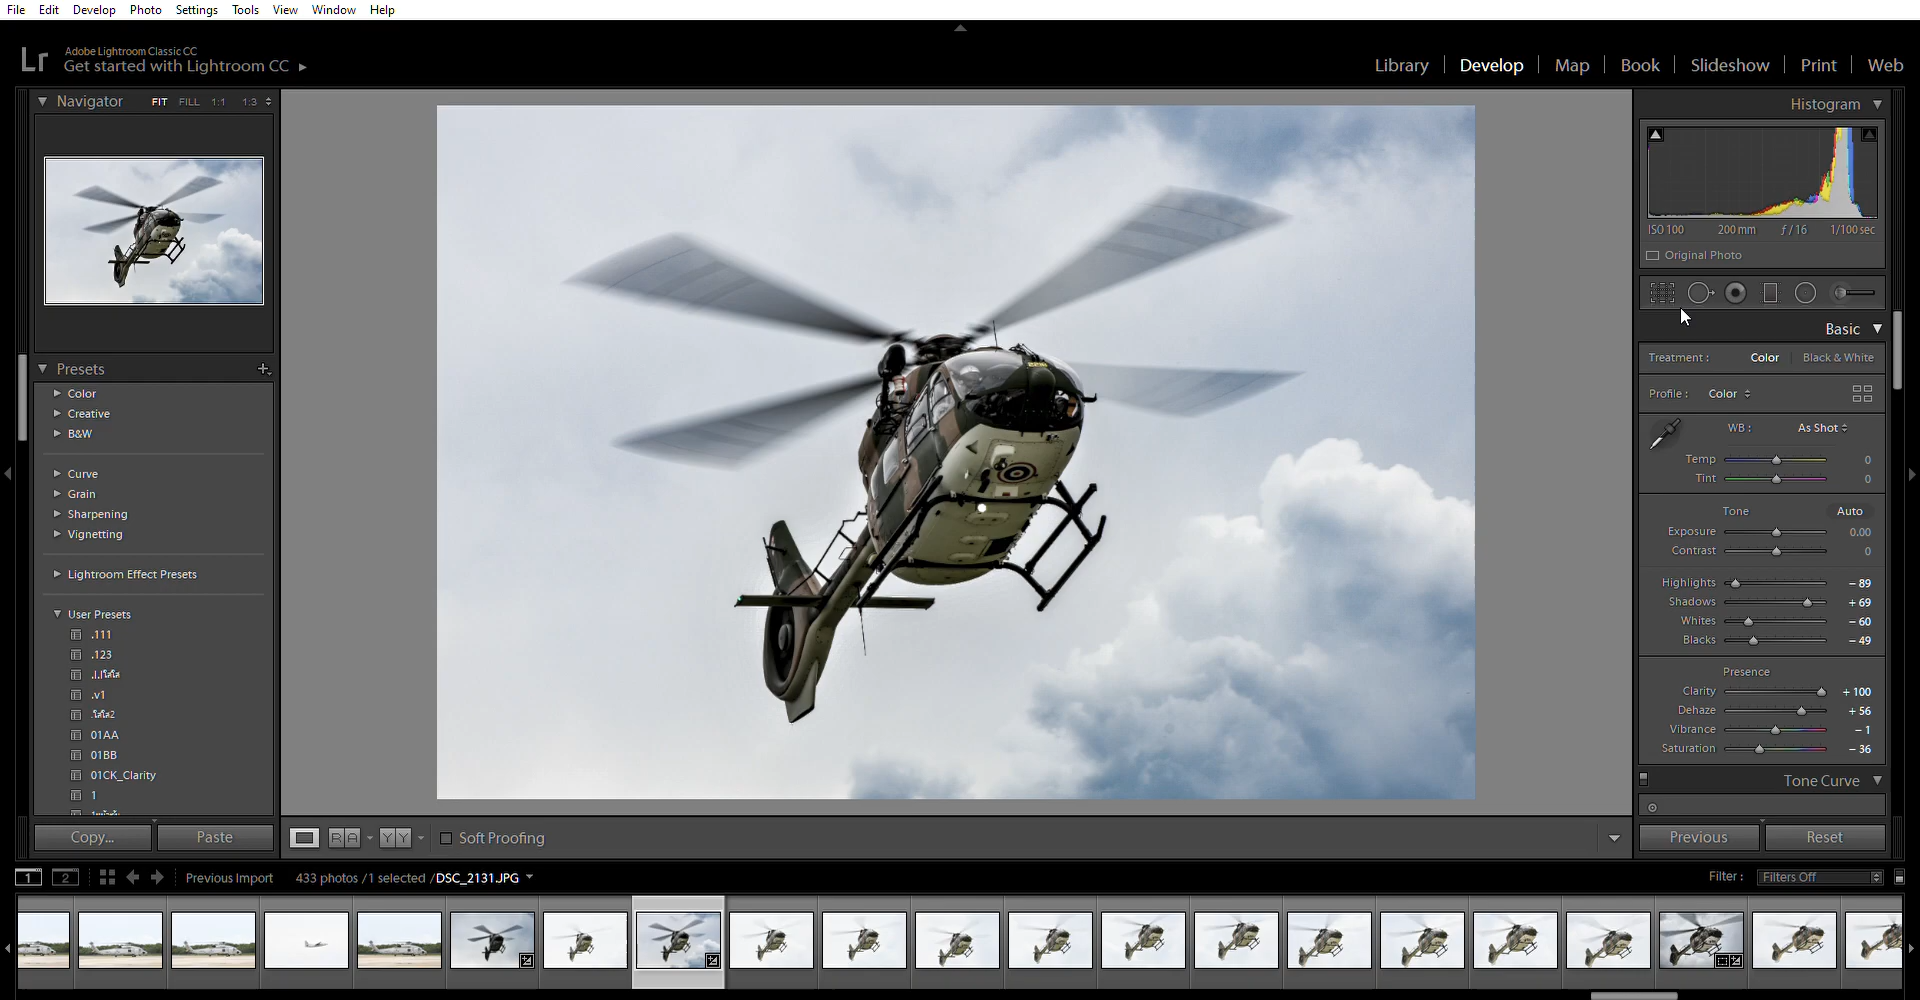 File Edit Develop Photo Settings Tools View Window Help
Lr
Adobe Lightroom Classic CC
Get started with Lightroom CC
Library Develop Map Book Slideshow Print Web
Navigator FIT FILL 1:1 1:3
Histogram
ISO 100 200 mm ƒ / 16 1/100 sec
Original Photo
Basic
Treatment : Color Black & White
Profile : Color
WB : As Shot
Temp 0
Tint 0
Tone Auto
Exposure 0.00
Contrast 0
Highlights – 89
Shadows + 69
Whites – 60
Blacks – 49
Presence
Clarity + 100
Dehaze + 56
Vibrance – 1
Saturation – 36
Tone Curve
Previous Reset
Presets
Color
Creative
B&W
Curve
Grain
Sharpening
Vignetting
Lightroom Effect Presets
User Presets
.111
.123
.v1
01AA
01BB
01CK_Clarity
1
Copy... Paste
R A Y Y Soft Proofing
1 2 Previous Import 433 photos /1 selected /DSC_2131.JPG
Filter : Filters Off